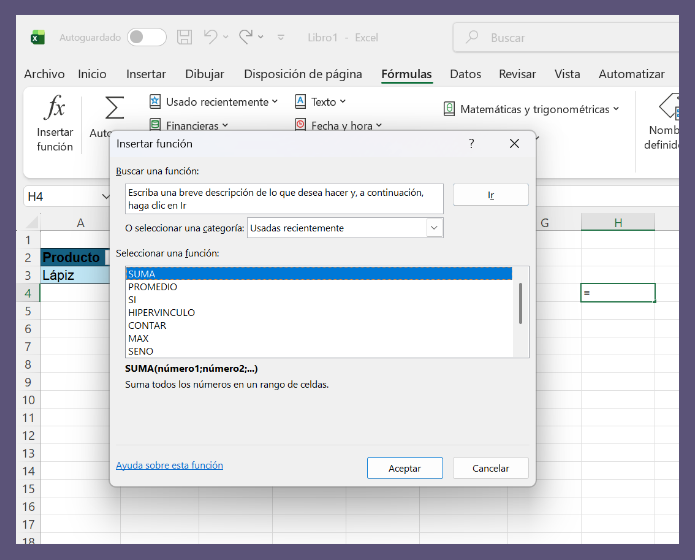 Autoguardado
Libro1 - Excel
Buscar
Archivo Inicio Insertar Dibujar Disposición de página Fórmulas Datos Revisar Vista Automatizar
fx Σ Usado recientemente Texto Matemáticas y trigonométricas
Insertar función
Financieras Fecha y hora
H4
A G H
1
2 Producto
3 Lápiz
4 =
5
6
7
8
9
10
11
12
13
14
15
16
17
18
Insertar función ?
Buscar una función:
Escriba una breve descripción de lo que desea hacer y, a continuación,
haga clic en Ir
Ir
O seleccionar una categoría: Usadas recientemente
Seleccionar una función:
SUMA
PROMEDIO
SI
HIPERVINCULO
CONTAR
MAX
SENO
SUMA(número1;número2;...)
Suma todos los números en un rango de celdas.
Ayuda sobre esta función
Aceptar Cancelar